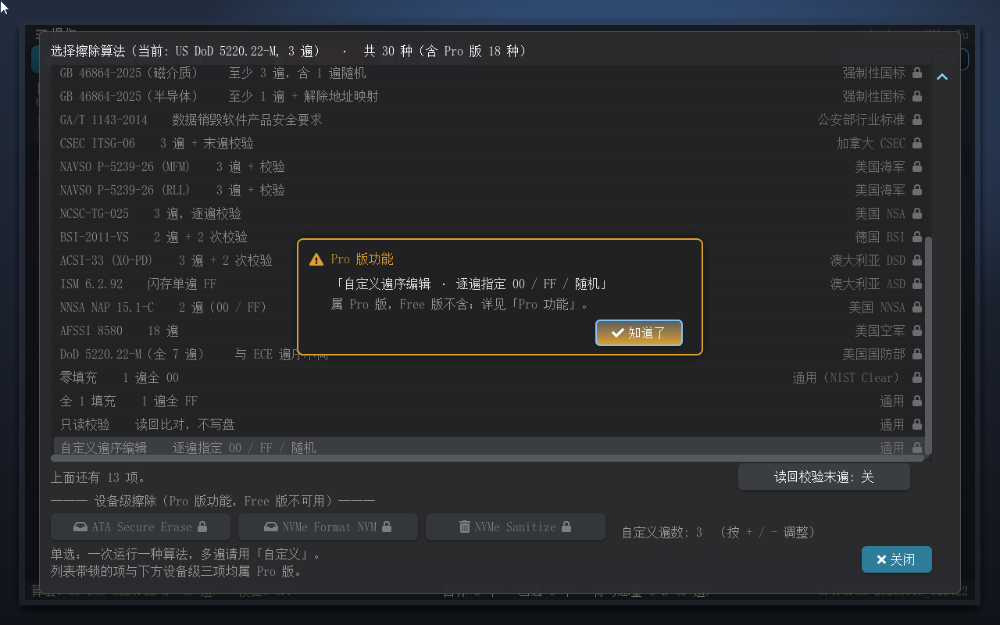 选择擦除算法（当前: US DoD 5220.22-M, 3 遍） · 共 30 种（含 Pro 版 18 种）
GB 46864-2025（磁介质） 至少 3 遍，含 1 遍随机 强制性国标
GB 46864-2025（半导体） 至少 1 遍 + 解除地址映射 强制性国标
GA/T 1143-2014 数据销毁软件产品安全要求 公安部行业标准
CSEC ITSG-06 3 遍 + 末遍校验 加拿大 CSEC
NAVSO P-5239-26 (MFM) 3 遍 + 校验 美国海军
NAVSO P-5239-26 (RLL) 3 遍 + 校验 美国海军
NCSC-TG-025 3 遍，逐遍校验 美国 NSA
BSI-2011-VS 2 遍 + 2 次校验 德国 BSI
ACSI-33 (XO-PD) 3 遍 + 2 次校验 澳大利亚 DSD
ISM 6.2.92 闪存单遍 FF 澳大利亚 ASD
NNSA NAP 15.1-C 2 遍（00 / FF） 美国 NNSA
AFSSI 8580 18 遍 美国空军
DoD 5220.22-M（全 7 遍） 与 ECE 遍序不同 美国国防部
零填充 1 遍全 00 通用（NIST Clear）
全 1 填充 1 遍全 FF 通用
只读校验 读回比对，不写盘 通用
自定义遍序编辑 逐遍指定 00 / FF / 随机 通用
Pro 版功能
「自定义遍序编辑 · 逐遍指定 00 / FF / 随机」
属 Pro 版，Free 版不含；详见「Pro 功能」。
知道了
上面还有 13 项。
读回校验末遍: 关
——— 设备级擦除（Pro 版功能，Free 版不可用）———
ATA Secure Erase NVMe Format NVM NVMe Sanitize 自定义遍数: 3 （按 + / - 调整）
单选：一次运行一种算法，多遍请用「自定义」。
列表带锁的项与下方设备级三项均属 Pro 版。
关闭